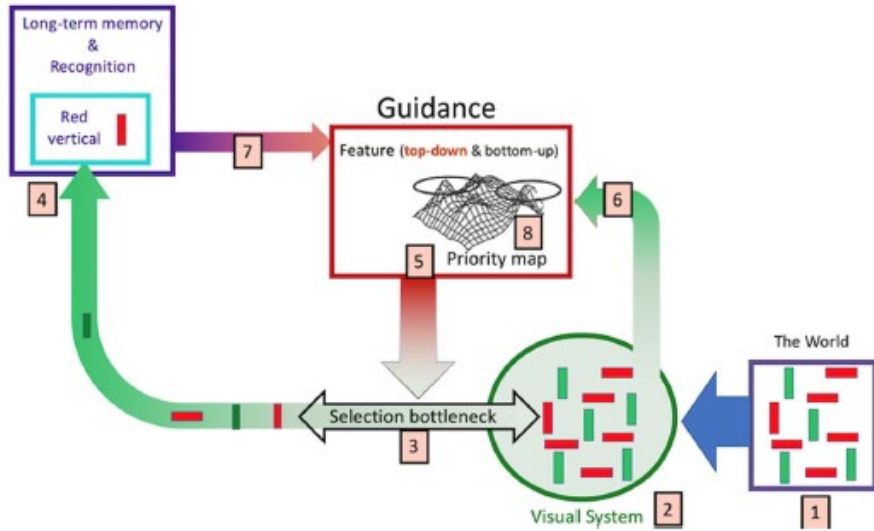 Long-term memory
&
Recognition
Red
vertical
4
7
Guidance
Feature (top-down & bottom-up)
8
Priority map
5
6
Selection bottleneck
3
Visual System
2
The World
1